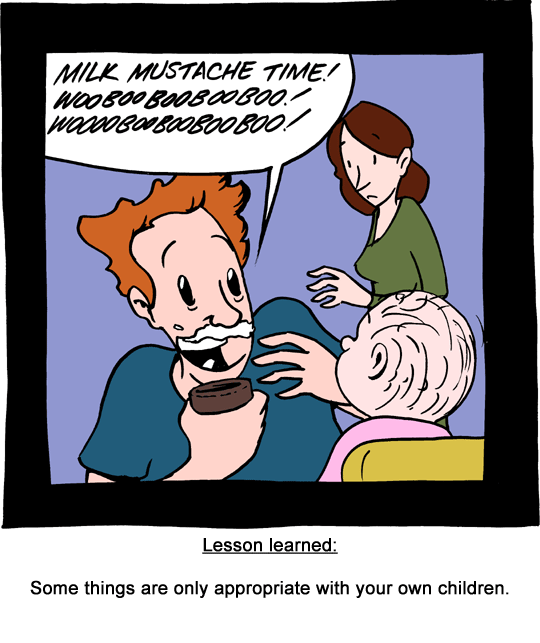 MILK MUSTACHE TIME!
WOOBOOBOOBOOBOO!
WOOOOBOOBOOBOOBOO!
Lesson learned:
Some things are only appropriate with your own children.